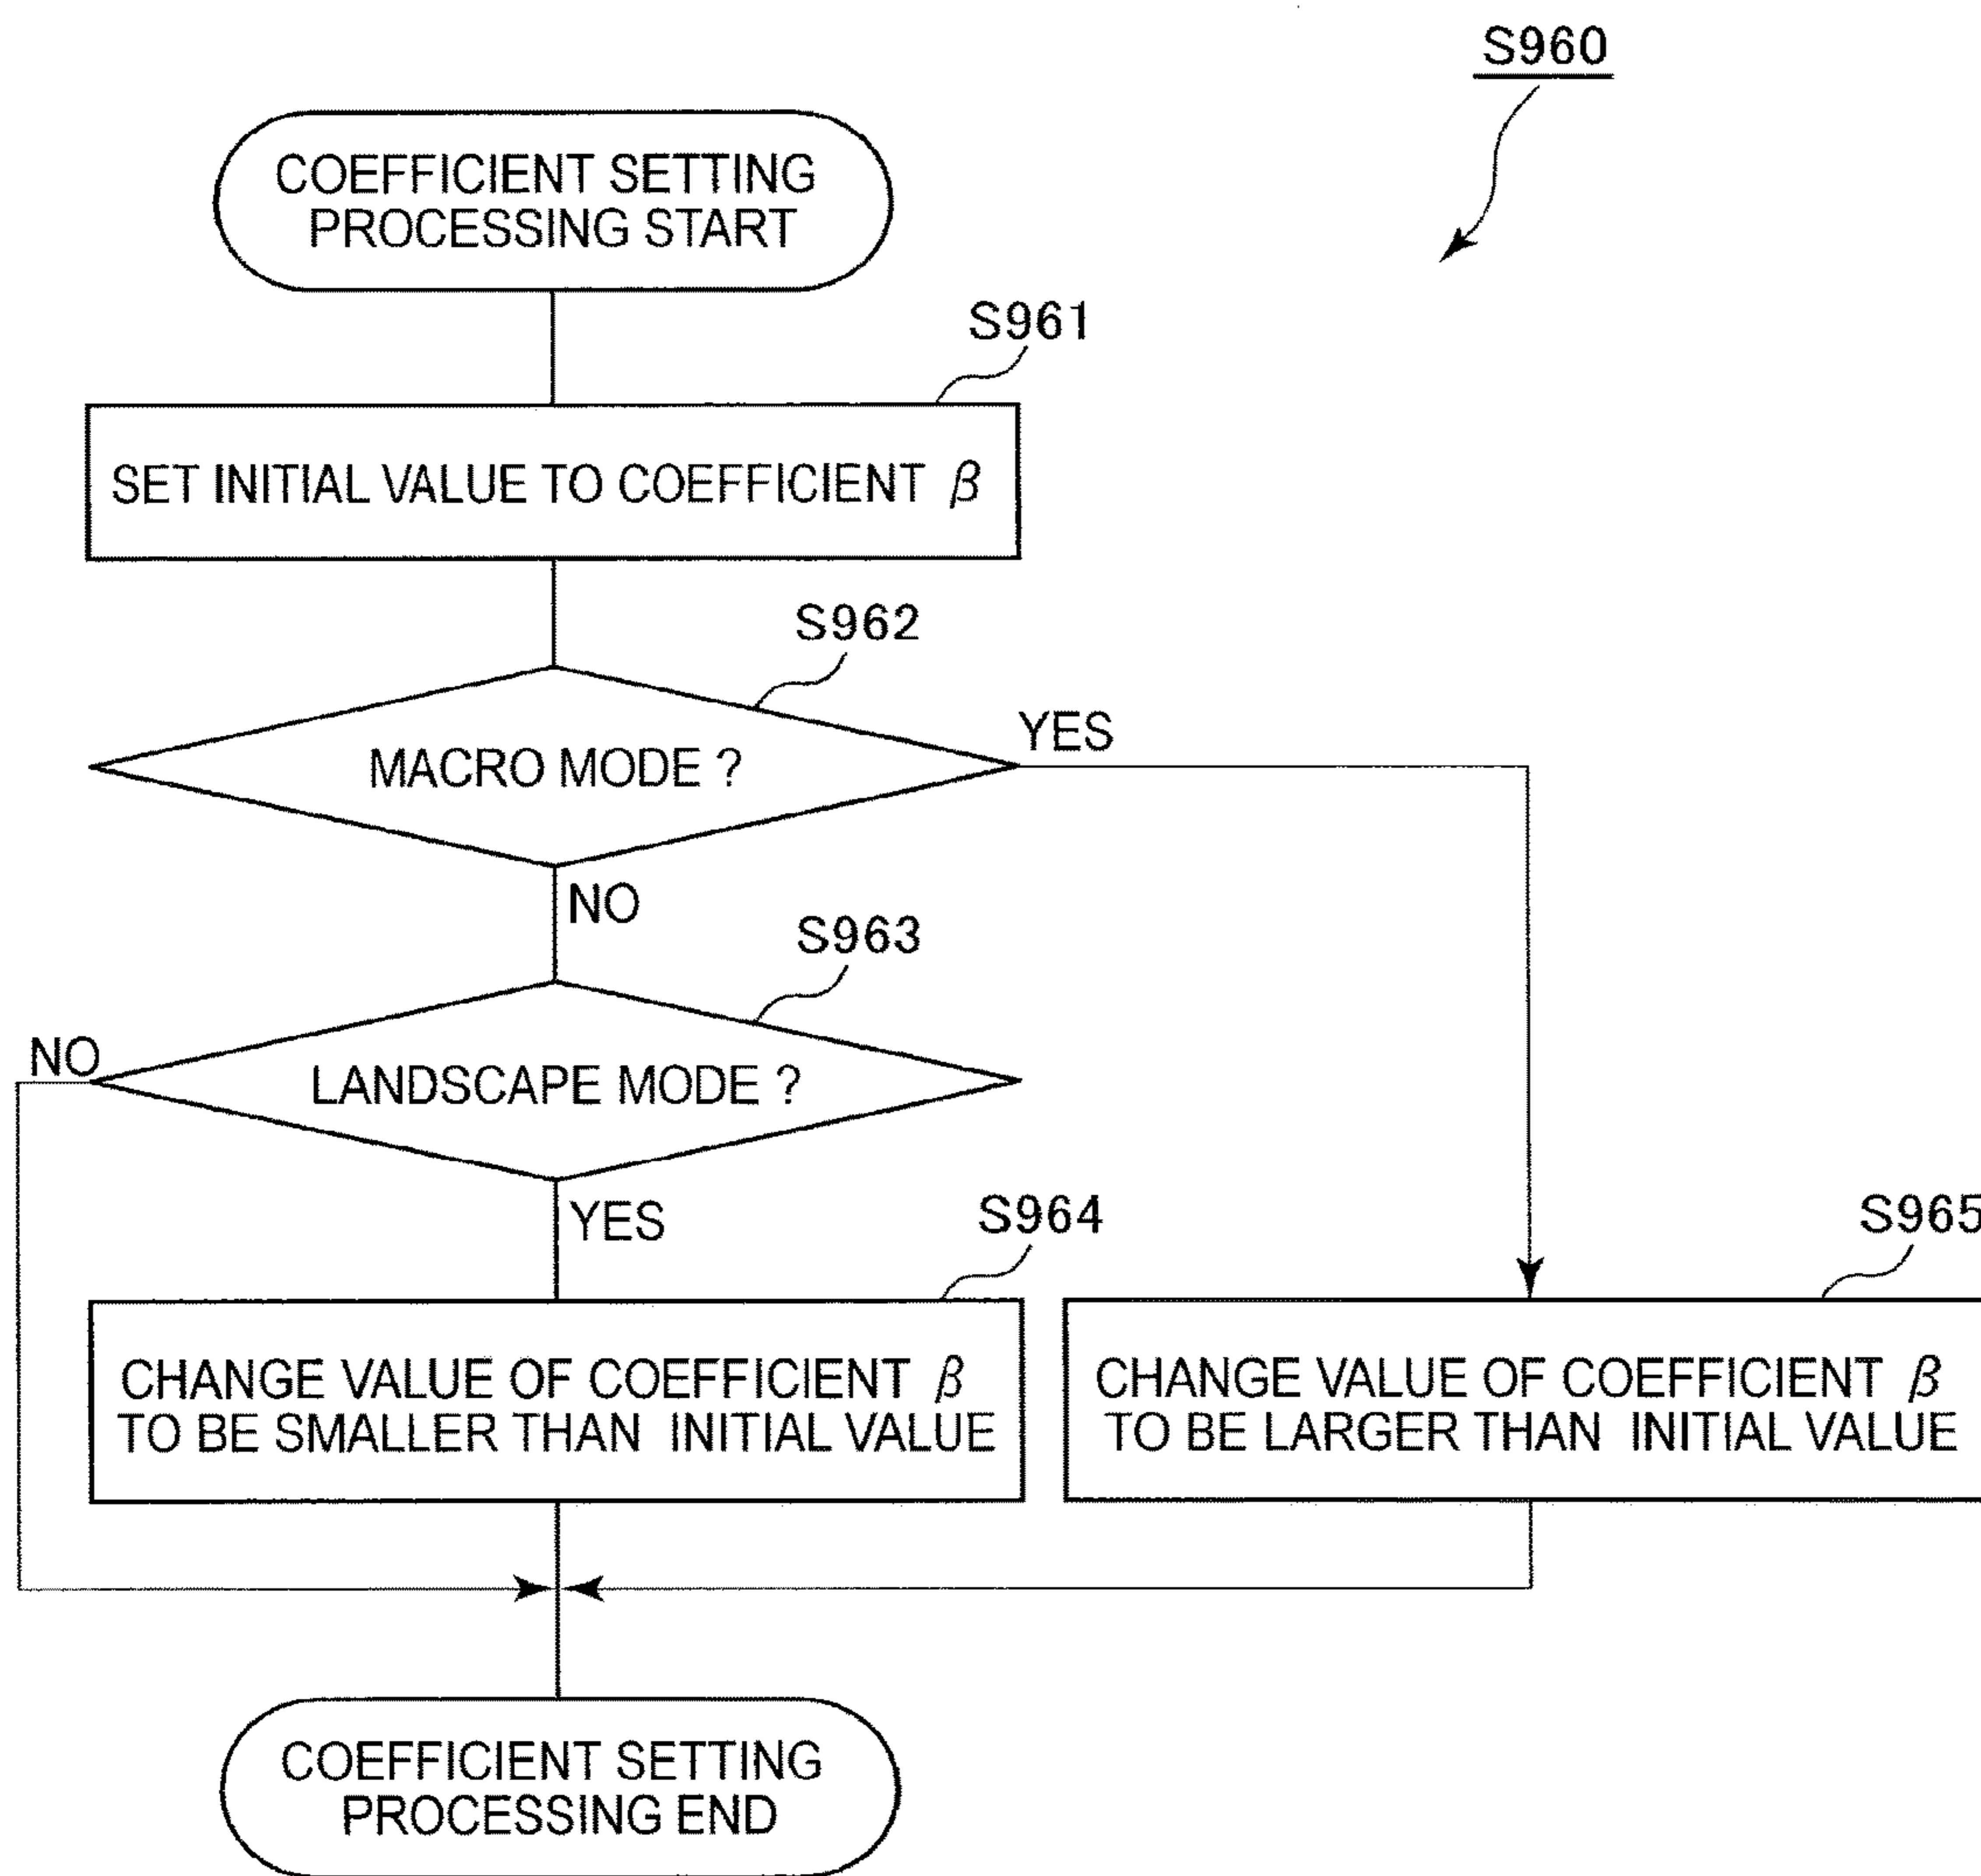 S960
COEFFICIENT SETTING
PROCESSING START
S961
SET INITIAL VALUE TO COEFFICIENT β
S962
MACRO MODE ?
YES
NO
S963
LANDSCAPE MODE ?
NO
YES
S964
CHANGE VALUE OF COEFFICIENT β
TO BE SMALLER THAN INITIAL VALUE
S965
CHANGE VALUE OF COEFFICIENT β
TO BE LARGER THAN INITIAL VALUE
COEFFICIENT SETTING
PROCESSING END